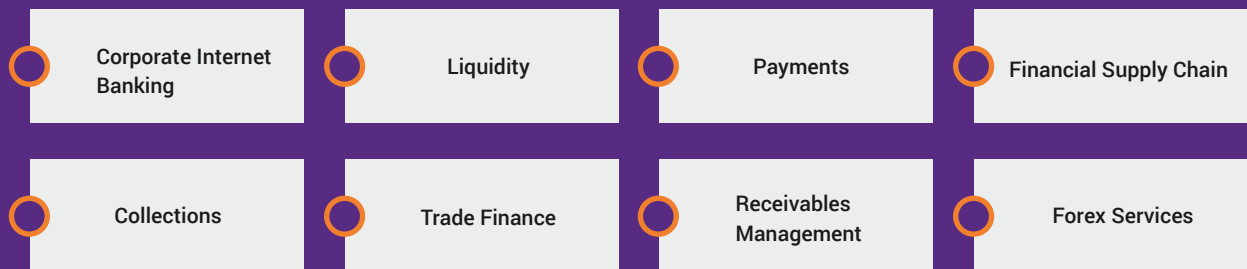 Corporate Internet
Banking
Liquidity
Payments
Financial Supply Chain
Collections
Trade Finance
Receivables
Management
Forex Services